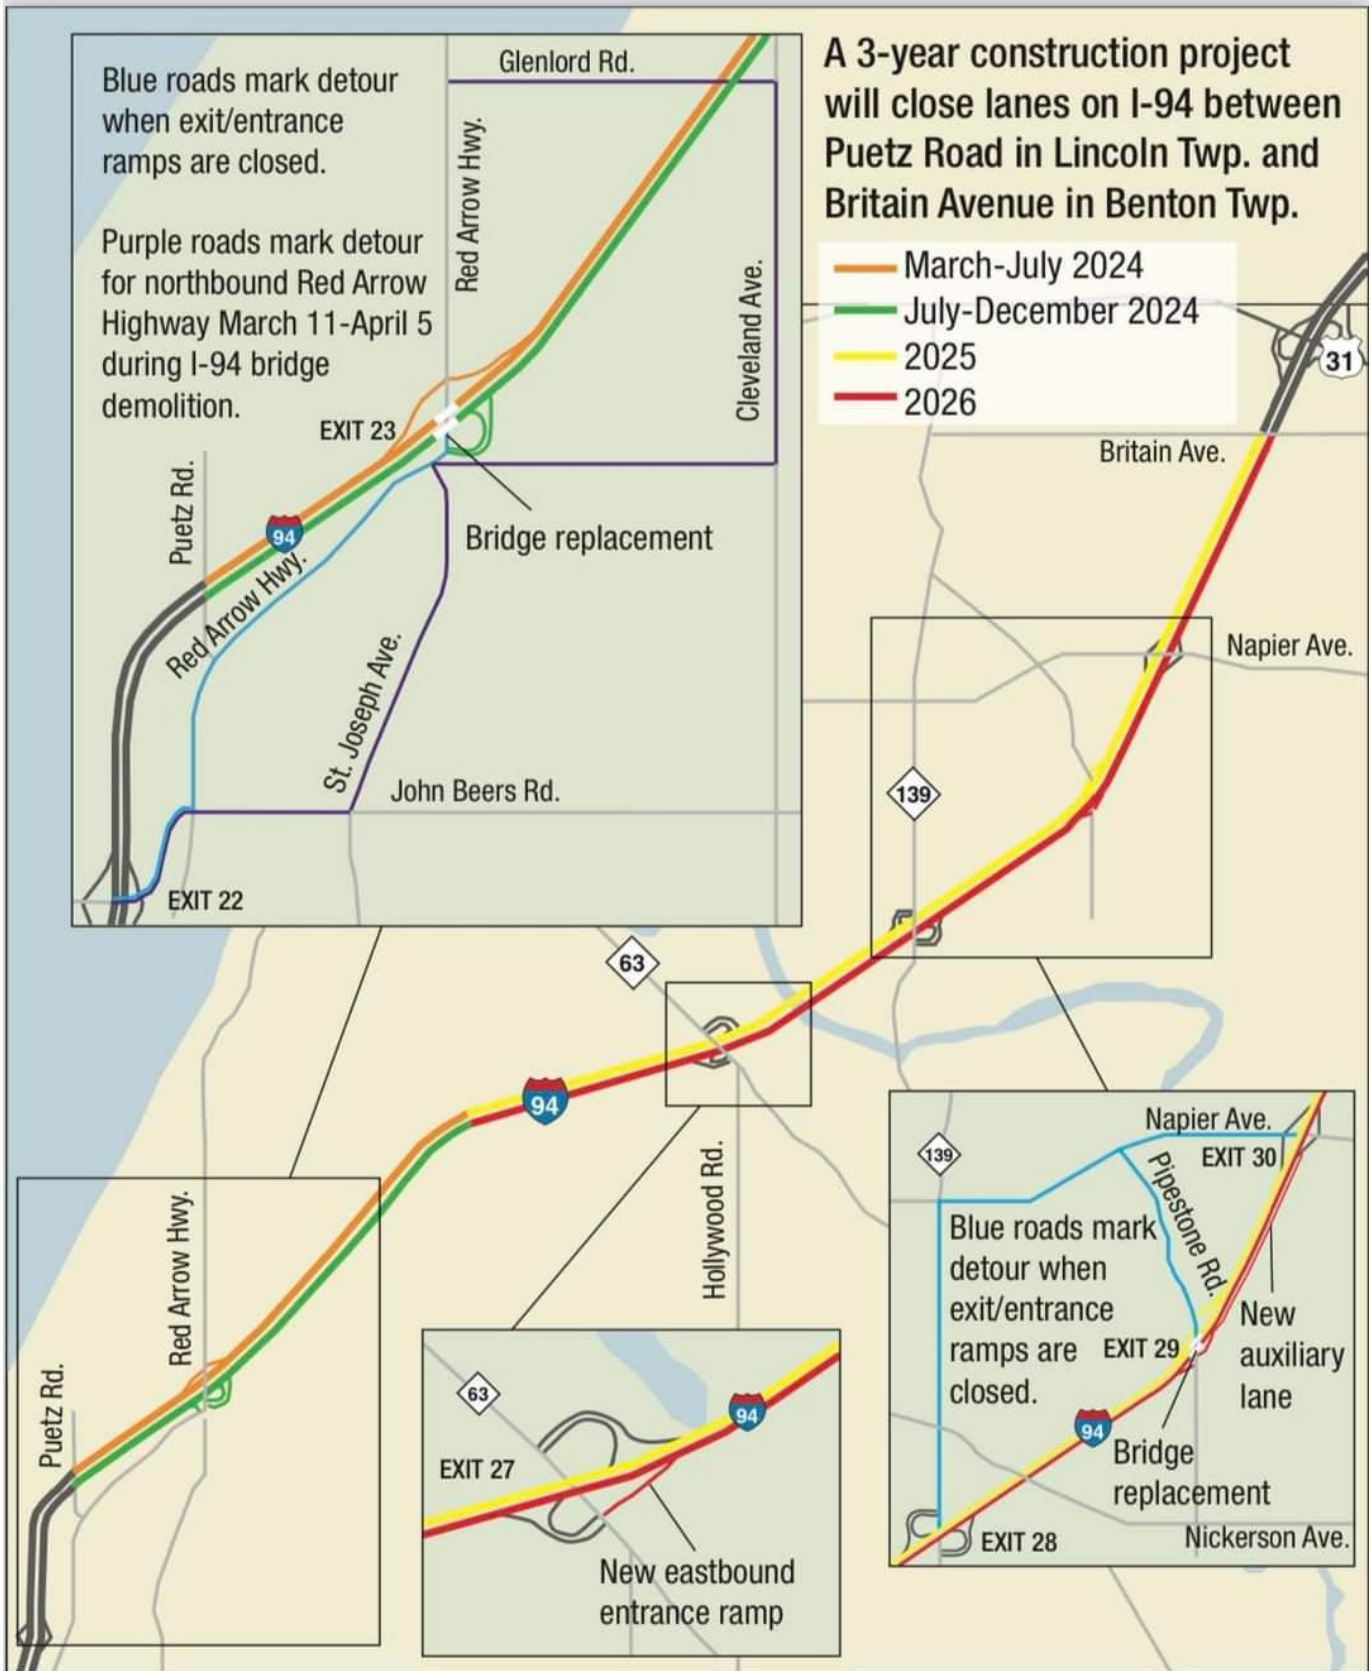 A 3-year construction project
will close lanes on I-94 between
Puetz Road in Lincoln Twp. and
Britain Avenue in Benton Twp.
March-July 2024
July-December 2024
2025
2026
Blue roads mark detour
when exit/entrance
ramps are closed.
Purple roads mark detour
for northbound Red Arrow
Highway March 11-April 5
during I-94 bridge
demolition.
Glenlord Rd.
Red Arrow Hwy.
Cleveland Ave.
EXIT 23
Puetz Rd.
94
Bridge replacement
Red Arrow Hwy.
St. Joseph Ave.
John Beers Rd.
EXIT 22
31
Britain Ave.
Napier Ave.
139
63
94
Hollywood Rd.
Red Arrow Hwy.
Puetz Rd.
63
94
EXIT 27
New eastbound
entrance ramp
Napier Ave.
139
EXIT 30
Pipestone Rd.
Blue roads mark
detour when
exit/entrance
ramps are
closed.
EXIT 29
New
auxiliary
lane
94
Bridge
replacement
EXIT 28
Nickerson Ave.